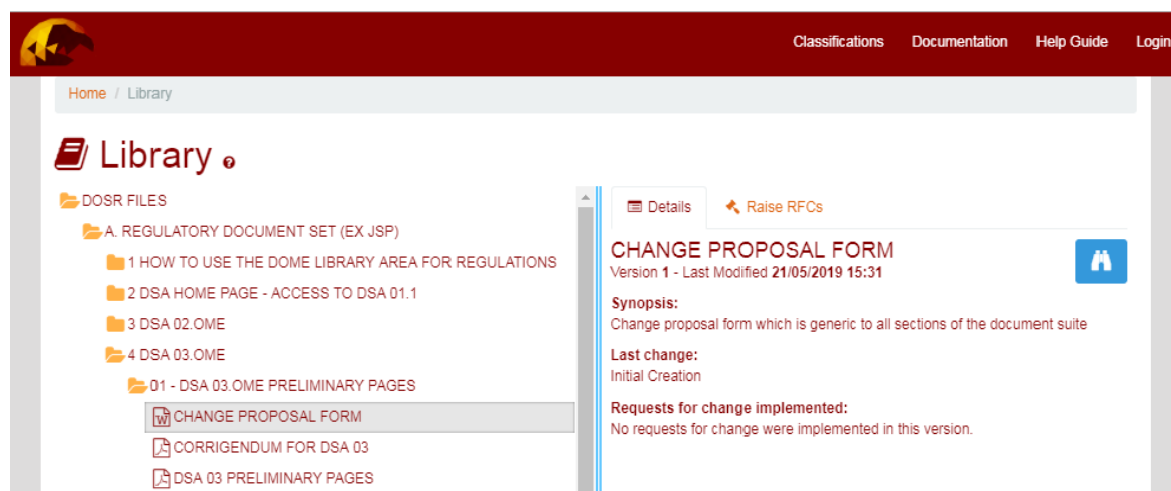 Classifications Documentation Help Guide Login
Home / Library
Library
DOSR FILES
A. REGULATORY DOCUMENT SET (EX JSP)
1 HOW TO USE THE DOME LIBRARY AREA FOR REGULATIONS
2 DSA HOME PAGE - ACCESS TO DSA 01.1
3 DSA 02.OME
4 DSA 03.OME
01 - DSA 03.OME PRELIMINARY PAGES
CHANGE PROPOSAL FORM
CORRIGENDUM FOR DSA 03
DSA 03 PRELIMINARY PAGES
Details Raise RFCs
CHANGE PROPOSAL FORM
Version 1 - Last Modified 21/05/2019 15:31
Synopsis:
Change proposal form which is generic to all sections of the document suite
Last change:
Initial Creation
Requests for change implemented:
No requests for change were implemented in this version.